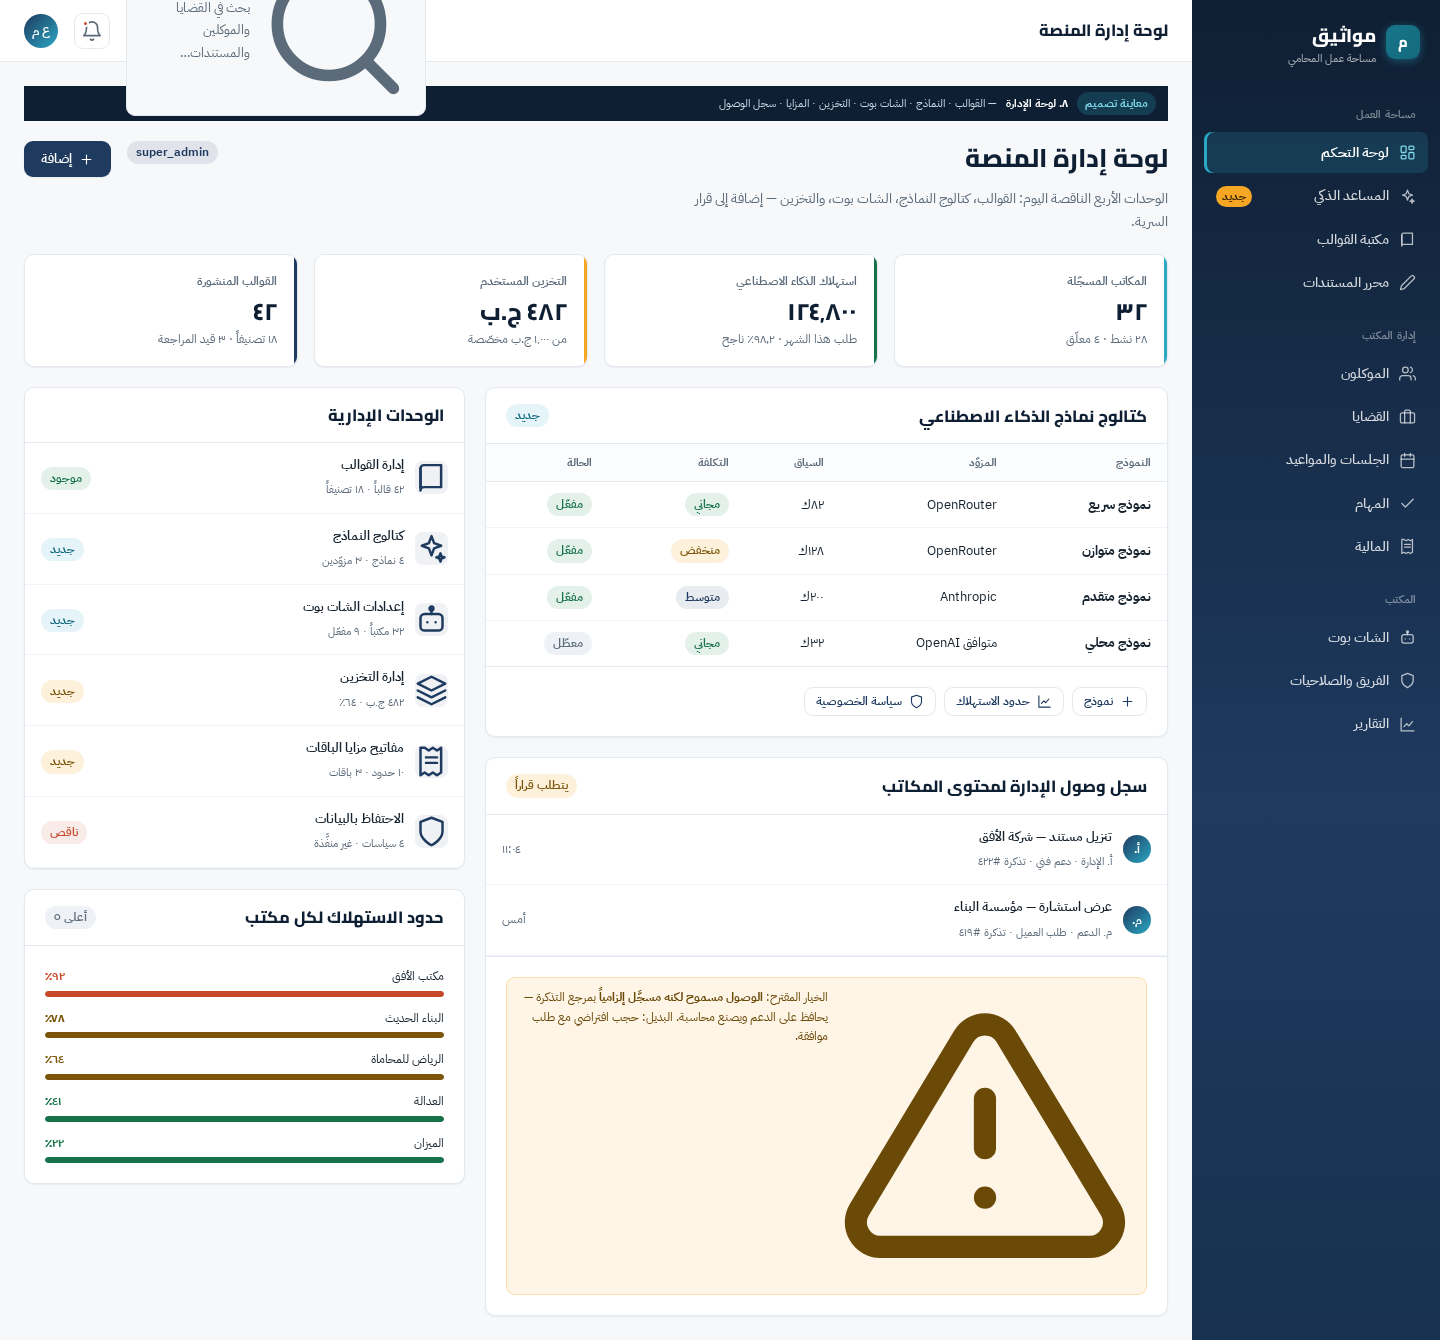 م
مواثيق
مساحة عمل المحامي
مساحة العمل
لوحة التحكم
المساعد الذكي
جديد
مكتبة القوالب
محرر المستندات
إدارة المكتب
الموكلون
القضايا
الجلسات والمواعيد
المهام
المالية
المكتب
الشات بوت
الفريق والصلاحيات
التقارير
لوحة إدارة المنصة
بحث في القضايا
والموكلين
والمستندات...
ع م
معاينة تصميم
٨. لوحة الإدارة — القوالب · النماذج · الشات بوت · التخزين · المزايا · سجل الوصول
لوحة إدارة المنصة
super_admin
إضافة
الوحدات الأربع الناقصة اليوم: القوالب، كتالوج النماذج، الشات بوت، والتخزين — إضافة إلى قرار
السرية.
المكاتب المسجّلة
٣٢
٢٨ نشط · ٤ معلّق
استهلاك الذكاء الاصطناعي
١٢٤٬٨٠٠
طلب هذا الشهر · ٩٨٫٢٪ ناجح
التخزين المستخدم
٤٨٢ ج.ب
من ١٬٠٠٠ ج.ب مخصّصة
القوالب المنشورة
٤٢
١٨ تصنيفاً · ٣ قيد المراجعة
كتالوج نماذج الذكاء الاصطناعي
جديد
النموذج المزوّد السياق التكلفة الحالة
نموذج سريع OpenRouter ٨٢ك مجاني مفعّل
نموذج متوازن OpenRouter ١٢٨ك منخفض مفعّل
نموذج متقدم Anthropic ٢٠٠ك متوسط مفعّل
نموذج محلي متوافق OpenAI ٣٢ك مجاني معطّل
نموذج
حدود الاستهلاك
سياسة الخصوصية
سجل وصول الإدارة لمحتوى المكاتب
يتطلب قراراً
أ.
تنزيل مستند — شركة الأفق
أ. الإدارة · دعم فني · تذكرة #٤٢٢
١١:٠٤
م.
عرض استشارة — مؤسسة البناء
م. الدعم · طلب العميل · تذكرة #٤١٩
أمس
الخيار المقترح: الوصول مسموح لكنه مسجَّل إلزامياً بمرجع التذكرة —
يحافظ على الدعم ويصنع محاسبة. البديل: حجب افتراضي مع طلب
موافقة.
الوحدات الإدارية
إدارة القوالب
٤٢ قالباً · ١٨ تصنيفاً
موجود
كتالوج النماذج
٤ نماذج · ٣ مزوّدين
جديد
إعدادات الشات بوت
٣٢ مكتباً · ٩ مفعّل
جديد
إدارة التخزين
٤٨٢ ج.ب · ٦٤٪
جديد
مفاتيح مزايا الباقات
١٠ حدود · ٣ باقات
جديد
الاحتفاظ بالبيانات
٤ سياسات · غير منفَّذة
ناقص
حدود الاستهلاك لكل مكتب
أعلى ٥
مكتب الأفق ٩٢٪
البناء الحديث ٧٨٪
الرياض للمحاماة ٦٤٪
العدالة ٤١٪
الميزان ٢٢٪